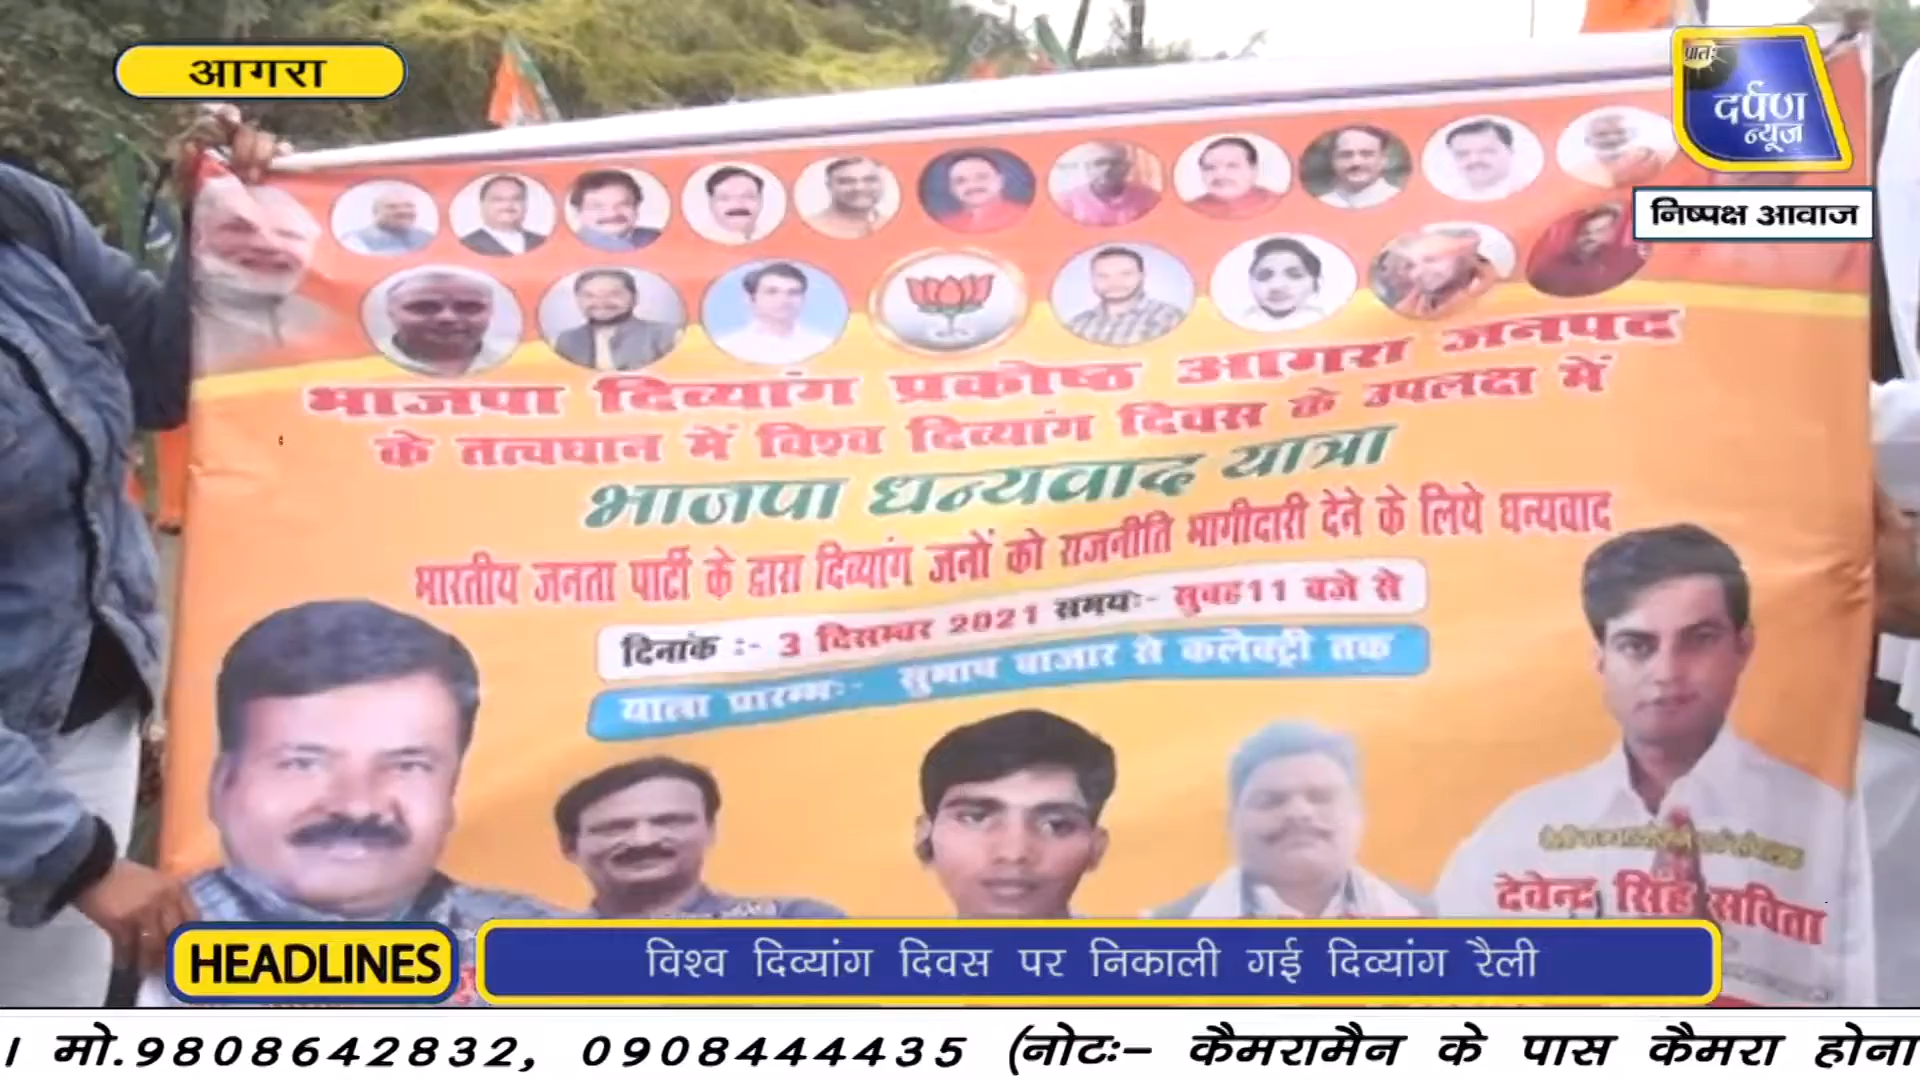 आगरा
प्रातः
दर्पण
न्यूज
निष्पक्ष आवाज
भाजपा दिव्यांग प्रकोष्ठ आगरा जनपद
के तत्वधान में विश्व दिव्यांग दिवस के उपलक्ष में
भाजपा धन्यवाद यात्रा
भारतीय जनता पार्टी के द्वारा दिव्यांग जनों को राजनीति भागीदारी देने के लिये धन्यवाद
दिनांक :- 3 दिसम्बर 2021 समयः- सुबह 11 बजे से
यात्रा प्रारम्भः- सुभाष बाजार से कलेक्ट्री तक
देवेन्द्र सिंह सविता
HEADLINES
विश्व दिव्यांग दिवस पर निकाली गई दिव्यांग रैली
। मो.9808642832, 0908444435 (नोटः- कैमरामैन के पास कैमरा होना